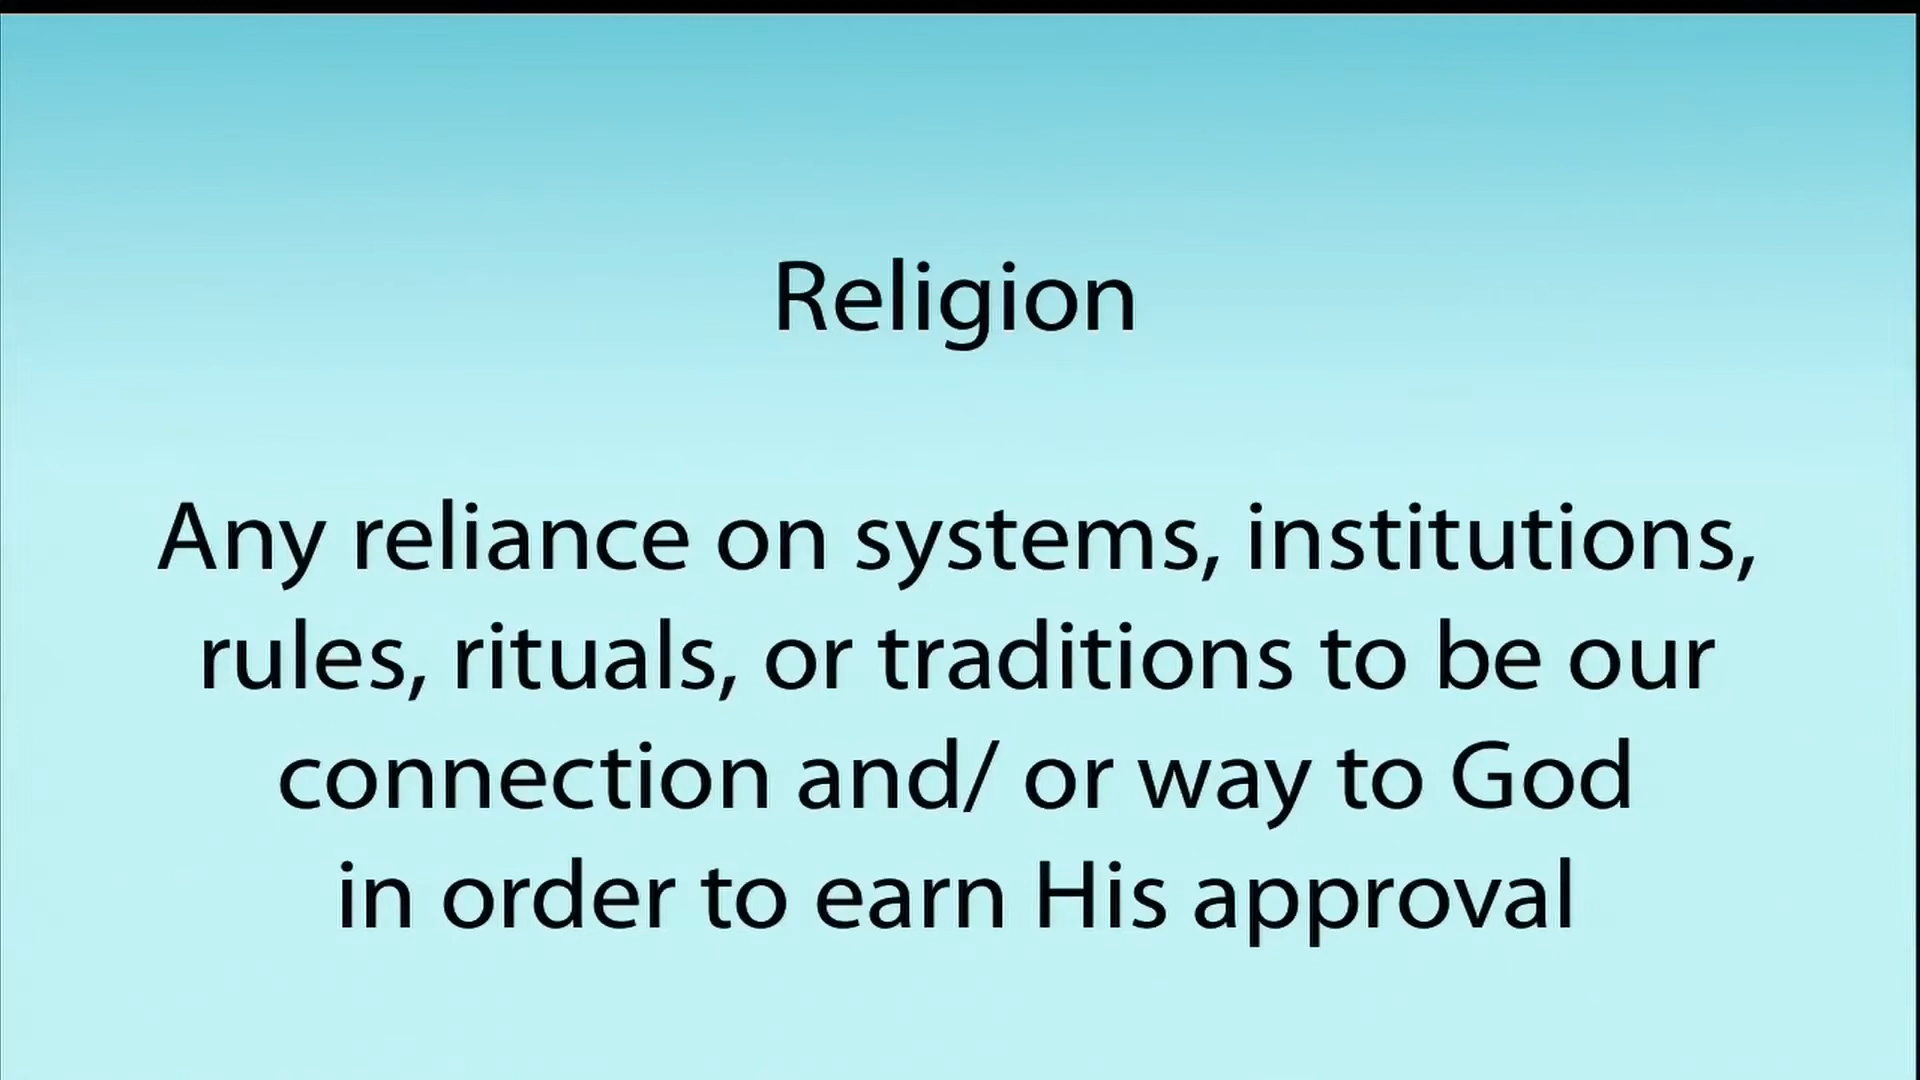 Religion
Any reliance on systems, institutions,
rules, rituals, or traditions to be our
connection and/ or way to God
in order to earn His approval